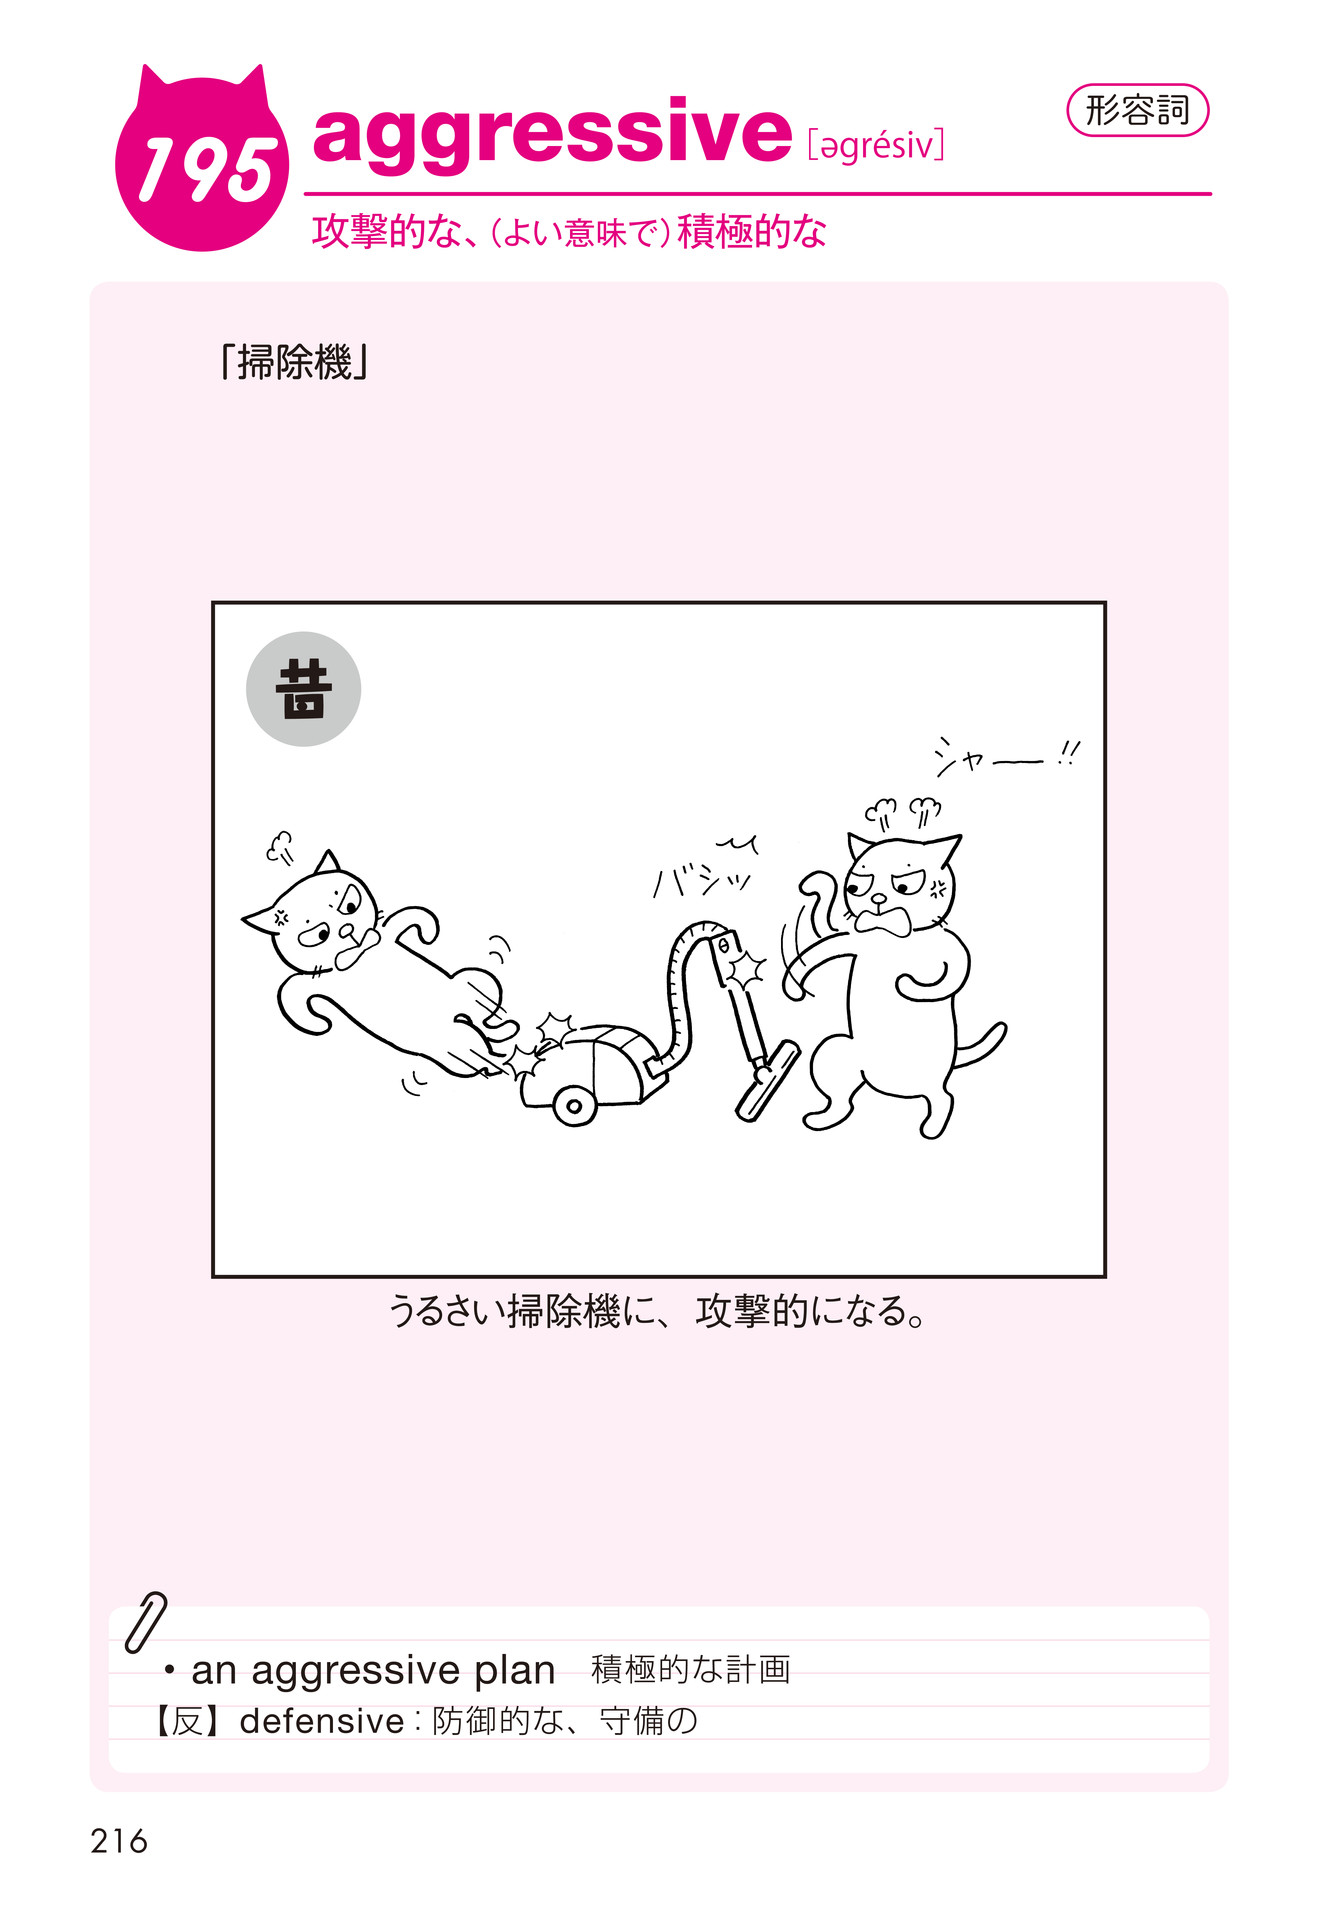 195
aggressive [əgrésiv]
形容詞
攻撃的な、（よい意味で）積極的な
「掃除機」
昔
シャー!!
バシッ
うるさい掃除機に、攻撃的になる。
・an aggressive plan 積極的な計画
【反】defensive：防御的な、守備の
216